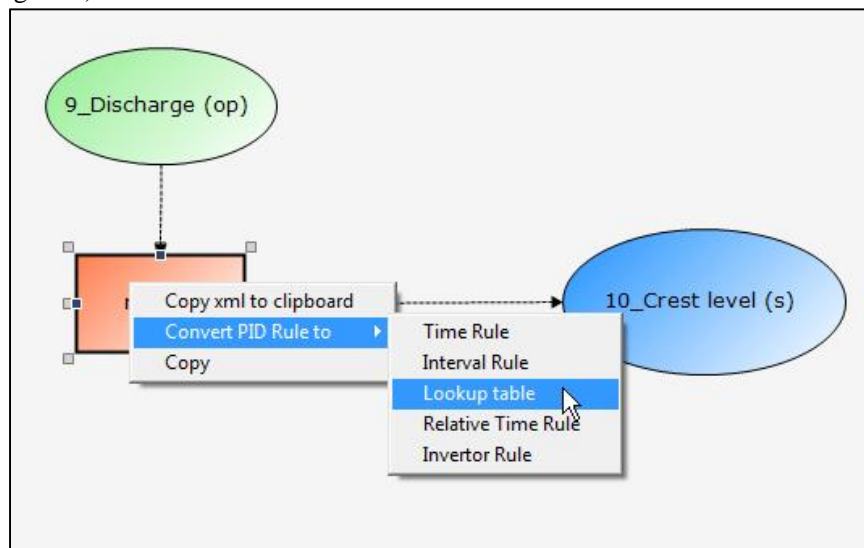 9_Discharge (op)
Copy xml to clipboard
10_Crest level (s)
Convert PID Rule to
Copy
Time Rule
Interval Rule
Lookup table
Relative Time Rule
Invertor Rule